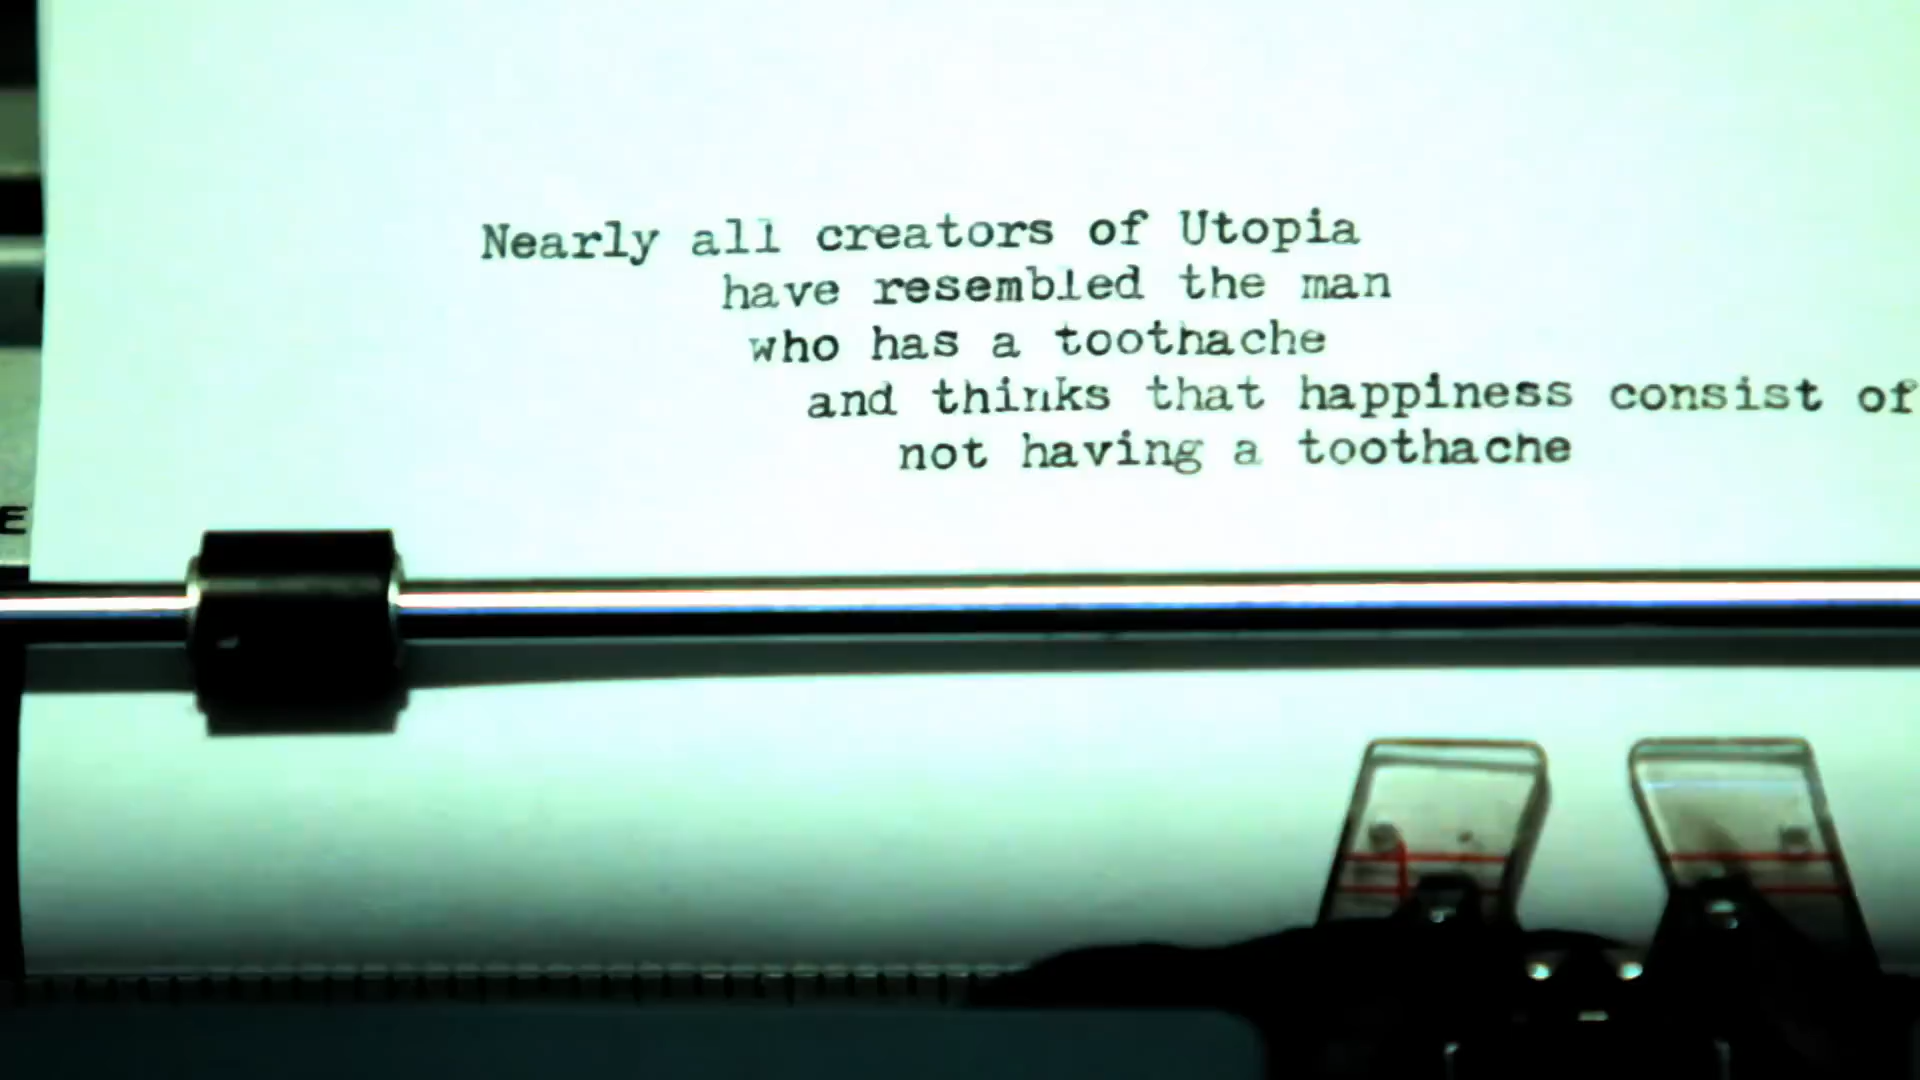 Nearly all creators of Utopia
have resembled the man
who has a toothache
and thinks that happiness consist of
not having a toothache
E